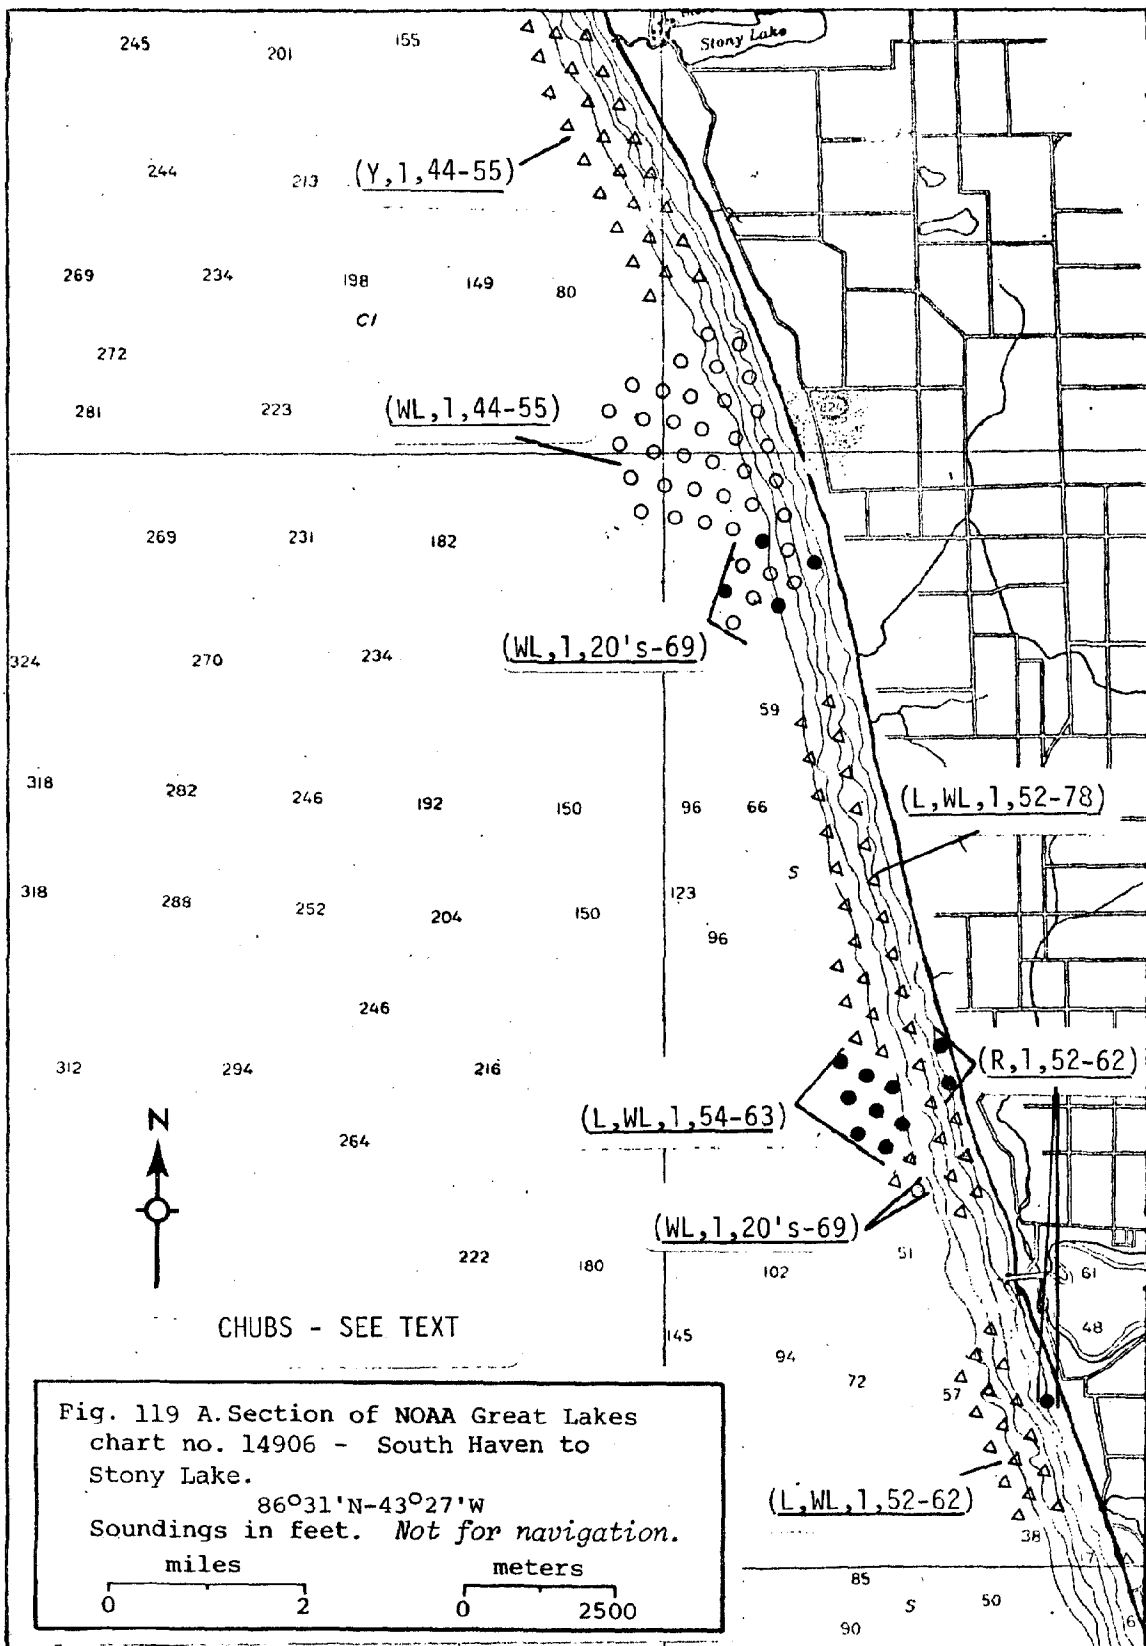 Stony Lake
245 201 155
244 213 (Y,1,44-55)
269 234 198 149 80
Cl
272
281 223 (WL,1,44-55)
269 231 182
(WL,1,20's-69)
324 270 234
59
318 282 246 192 150 96 66
(L,WL,1,52-78)
S
318 288 252 204 150 123
96
246
312 294 216
(R,1,52-62)
(L,WL,1,54-63)
N
264
(WL,1,20's-69)
222 180 102 51 61
CHUBS - SEE TEXT
145 48
94
72 57
Fig. 119 A.Section of NOAA Great Lakes
chart no. 14906 - South Haven to
Stony Lake.
86°31'N-43°27'W
Soundings in feet. Not for navigation.
miles meters
0 2 0 2500
(L,WL,1,52-62)
38
7
85 50
S
90 6